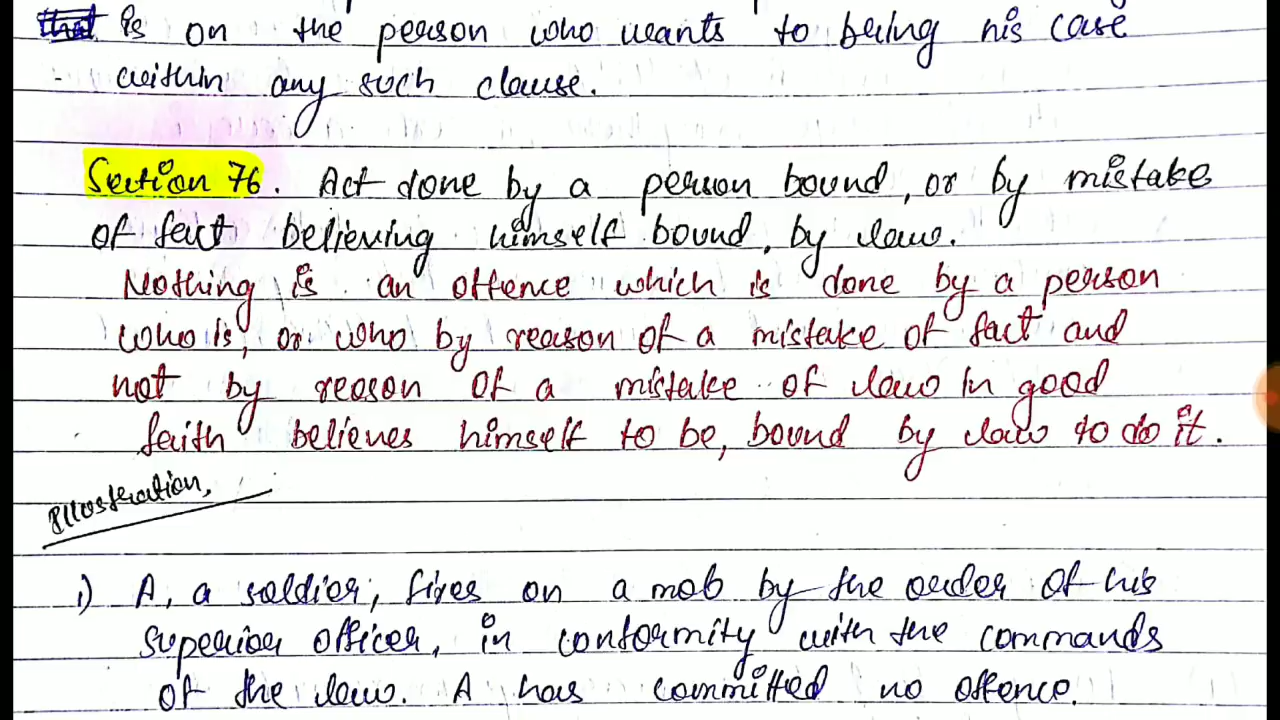 is on the person who wants to being his case
within any such clause.
Section 76. Act done by a person bound, or by mistake
of fact believing himself bound, by law.
Nothing is an offence which is done by a person
who is, or who by reason of a mistake of fact and
not by reason of a mistake of law in good
faith believes himself to be, bound by law to do it.
Illustration,
i) A, a soldier, fires on a mob by the order of his
superior officer, in conformity with the commands
of the law. A has committed no offence.